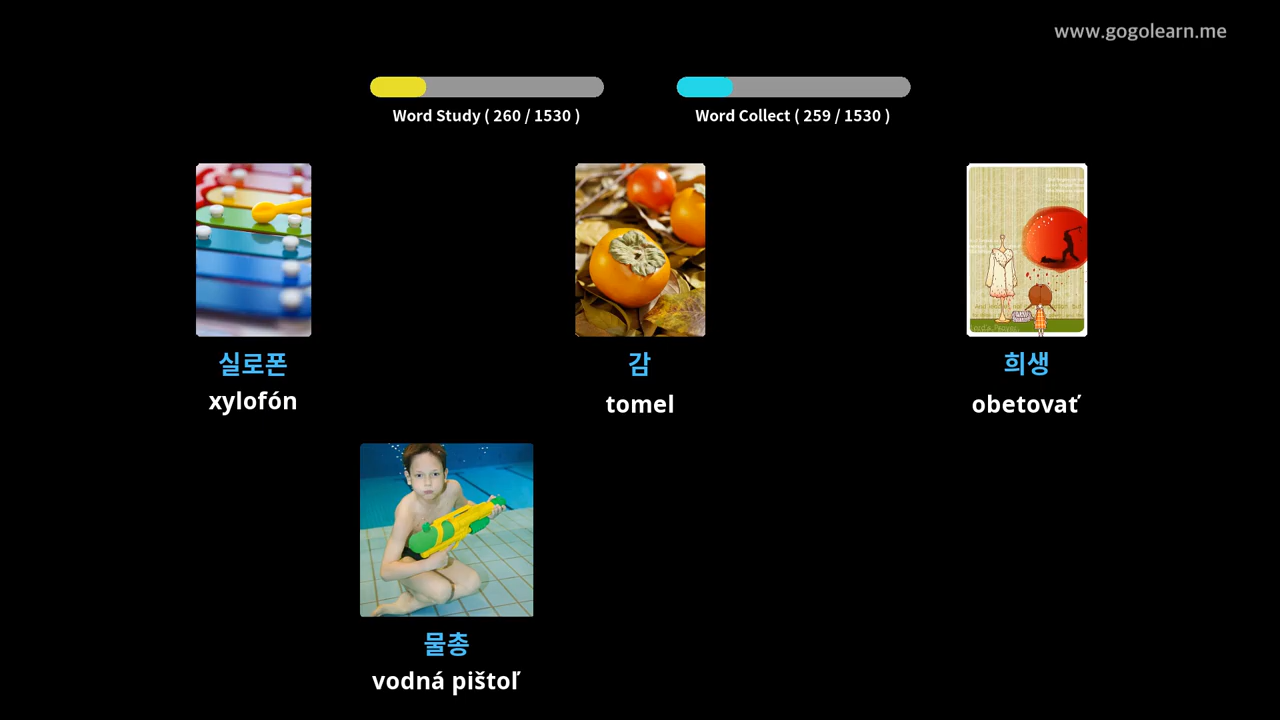 www.gogolearn.me
Word Study ( 260 / 1530 )
Word Collect ( 259 / 1530 )
실로폰
xylofón
감
tomel
희생
obetovať
물총
vodná pištoľ